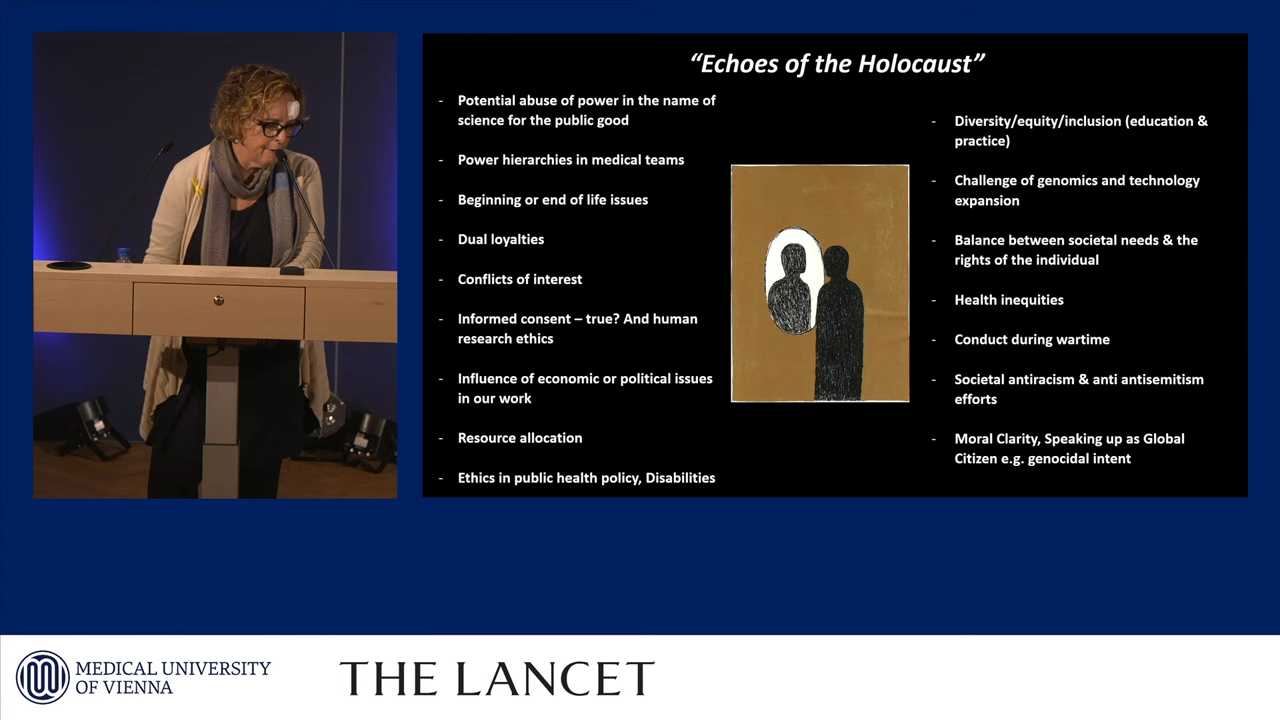 “Echoes of the Holocaust”
- Potential abuse of power in the name of
science for the public good
- Power hierarchies in medical teams
- Beginning or end of life issues
- Dual loyalties
- Conflicts of interest
- Informed consent – true? And human
research ethics
- Influence of economic or political issues
in our work
- Resource allocation
- Ethics in public health policy, Disabilities
- Diversity/equity/inclusion (education &
practice)
- Challenge of genomics and technology
expansion
- Balance between societal needs & the
rights of the individual
- Health inequities
- Conduct during wartime
- Societal antiracism & anti antisemitism
efforts
- Moral Clarity, Speaking up as Global
Citizen e.g. genocidal intent
MEDICAL UNIVERSITY
OF VIENNA
THE LANCET